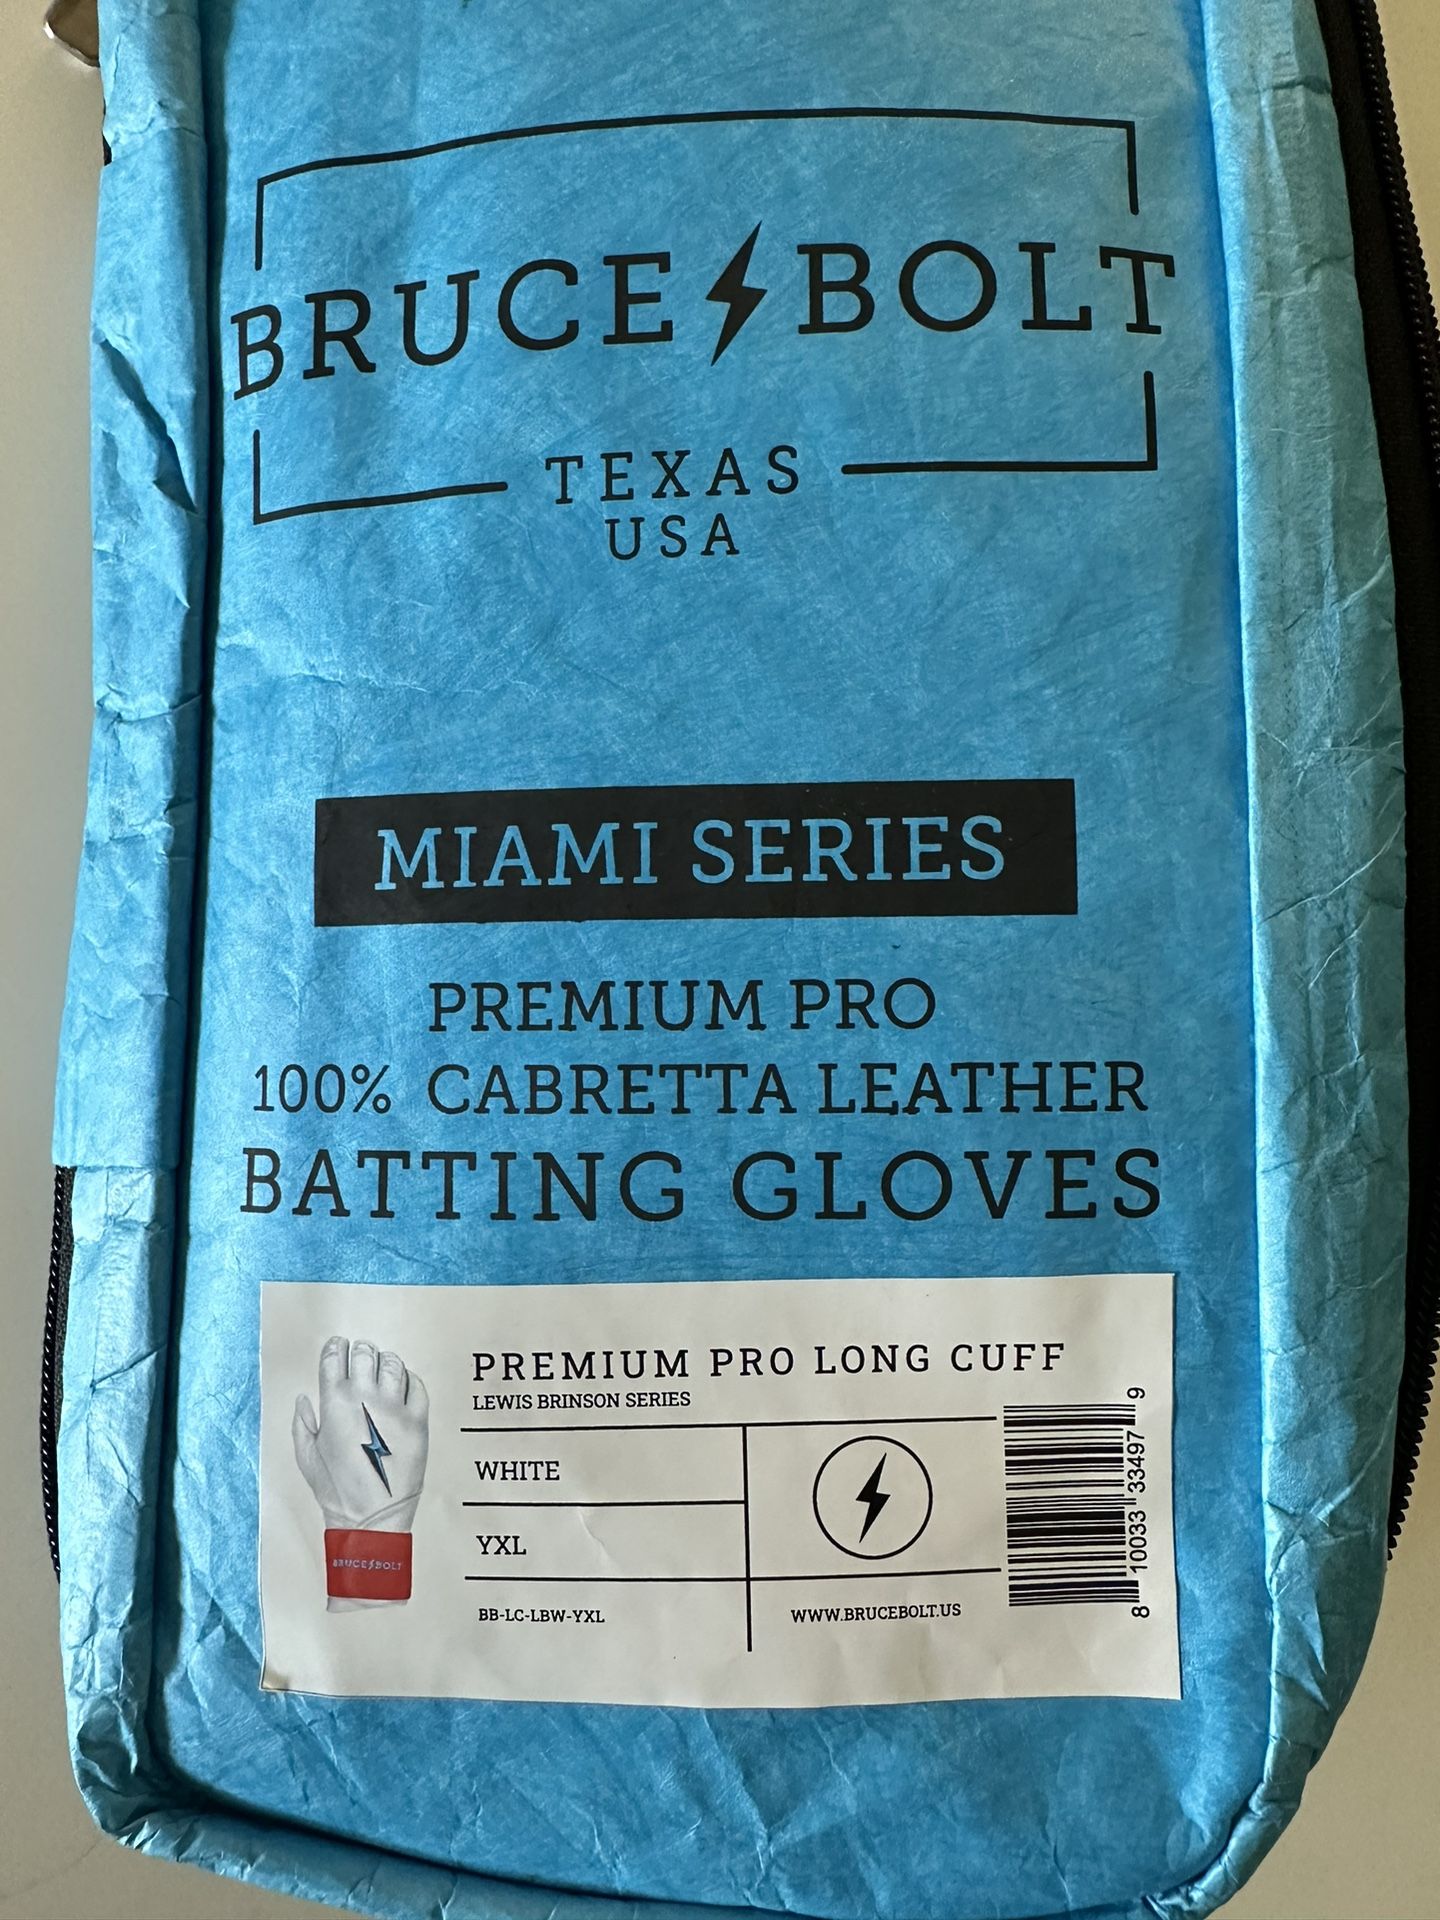 BRUCE BOLT
TEXAS
USA
MIAMI SERIES
PREMIUM PRO
100% CABRETTA LEATHER
BATTING GLOVES
PREMIUM PRO LONG CUFF
LEWIS BRINSON SERIES
WHITE
YXL
BB-LC-LBW-YXL
WWW.BRUCEBOLT.US
8 10033 33497 9
BRUCE BOLT